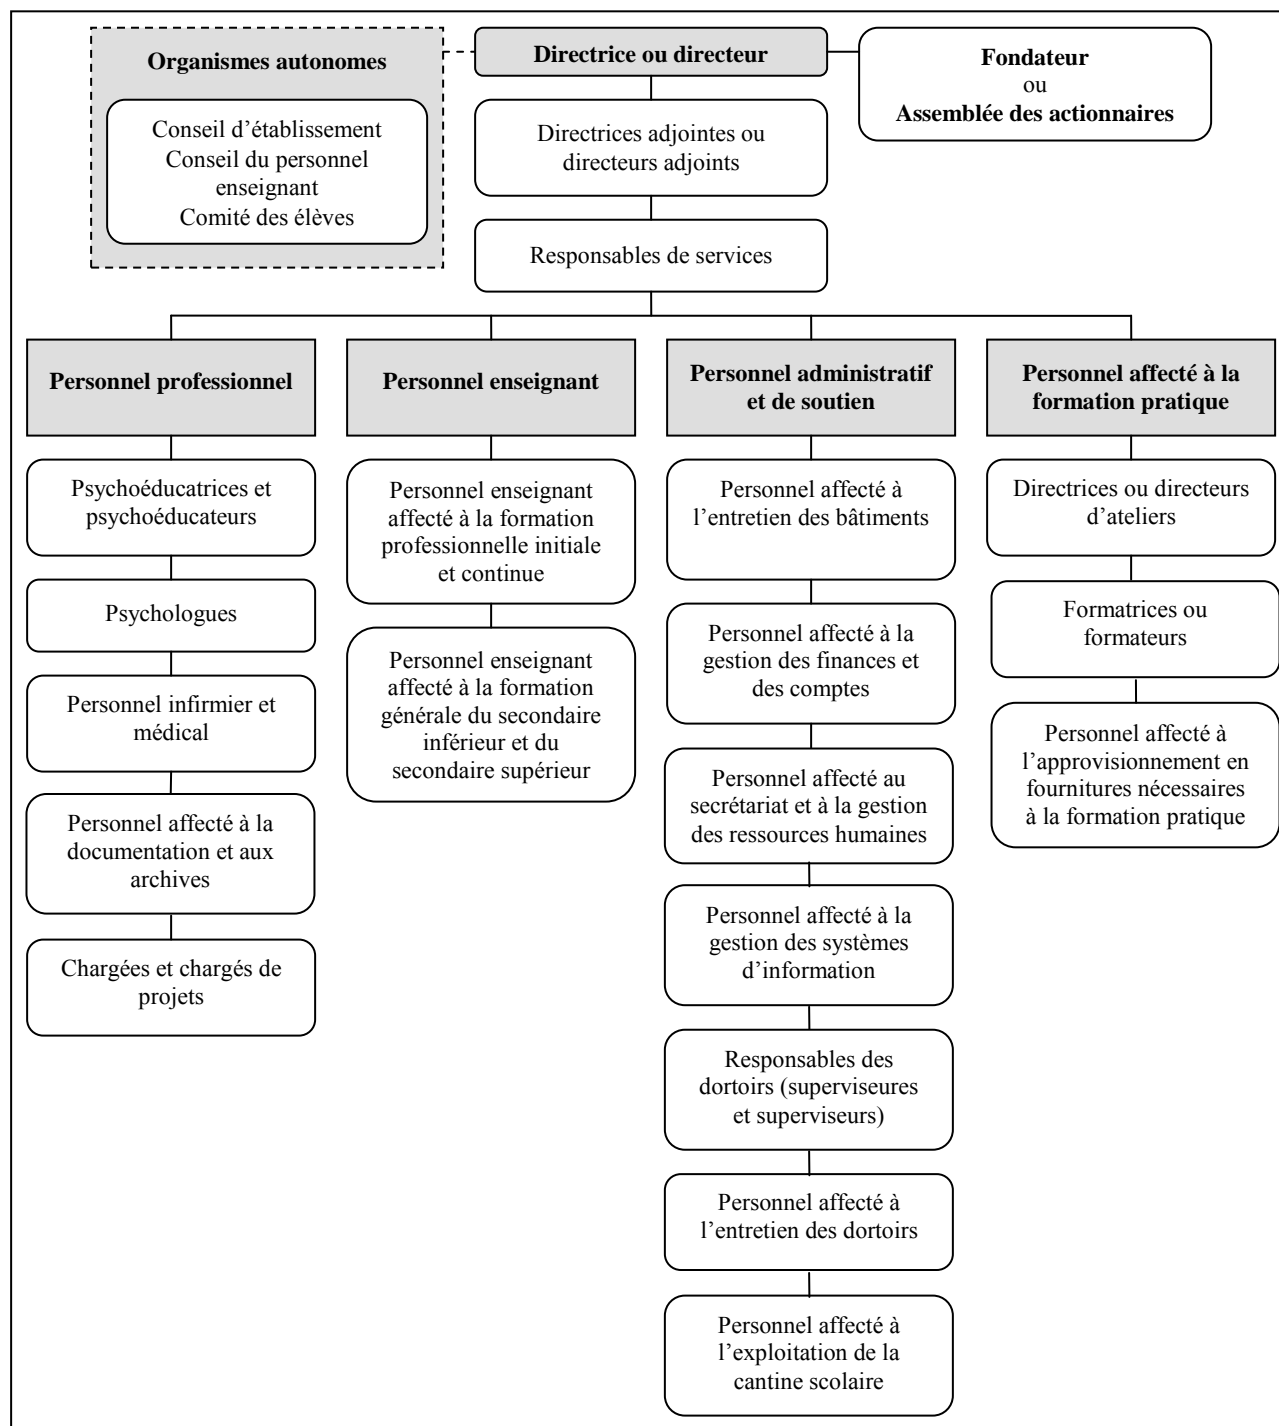 Organismes autonomes
Conseil d’établissement
Conseil du personnel
enseignant
Comité des élèves
Directrice ou directeur
Fondateur
ou
Assemblée des actionnaires
Directrices adjointes ou
directeurs adjoints
Responsables de services
Personnel professionnel
Psychoéducatrices et
psychoéducateurs
Psychologues
Personnel infirmier et
médical
Personnel affecté à la
documentation et aux
archives
Chargées et chargés de
projets
Personnel enseignant
Personnel enseignant
affecté à la formation
professionnelle initiale
et continue
Personnel enseignant
affecté à la formation
générale du secondaire
inférieur et du
secondaire supérieur
Personnel administratif
et de soutien
Personnel affecté à
l’entretien des bâtiments
Personnel affecté à la
gestion des finances et
des comptes
Personnel affecté au
secrétariat et à la gestion
des ressources humaines
Personnel affecté à la
gestion des systèmes
d’information
Responsables des
dortoirs (superviseures
et superviseurs)
Personnel affecté à
l’entretien des dortoirs
Personnel affecté à
l’exploitation de la
cantine scolaire
Personnel affecté à la
formation pratique
Directrices ou directeurs
d’ateliers
Formatrices ou
formateurs
Personnel affecté à
l’approvisionnement en
fournitures nécessaires
à la formation pratique